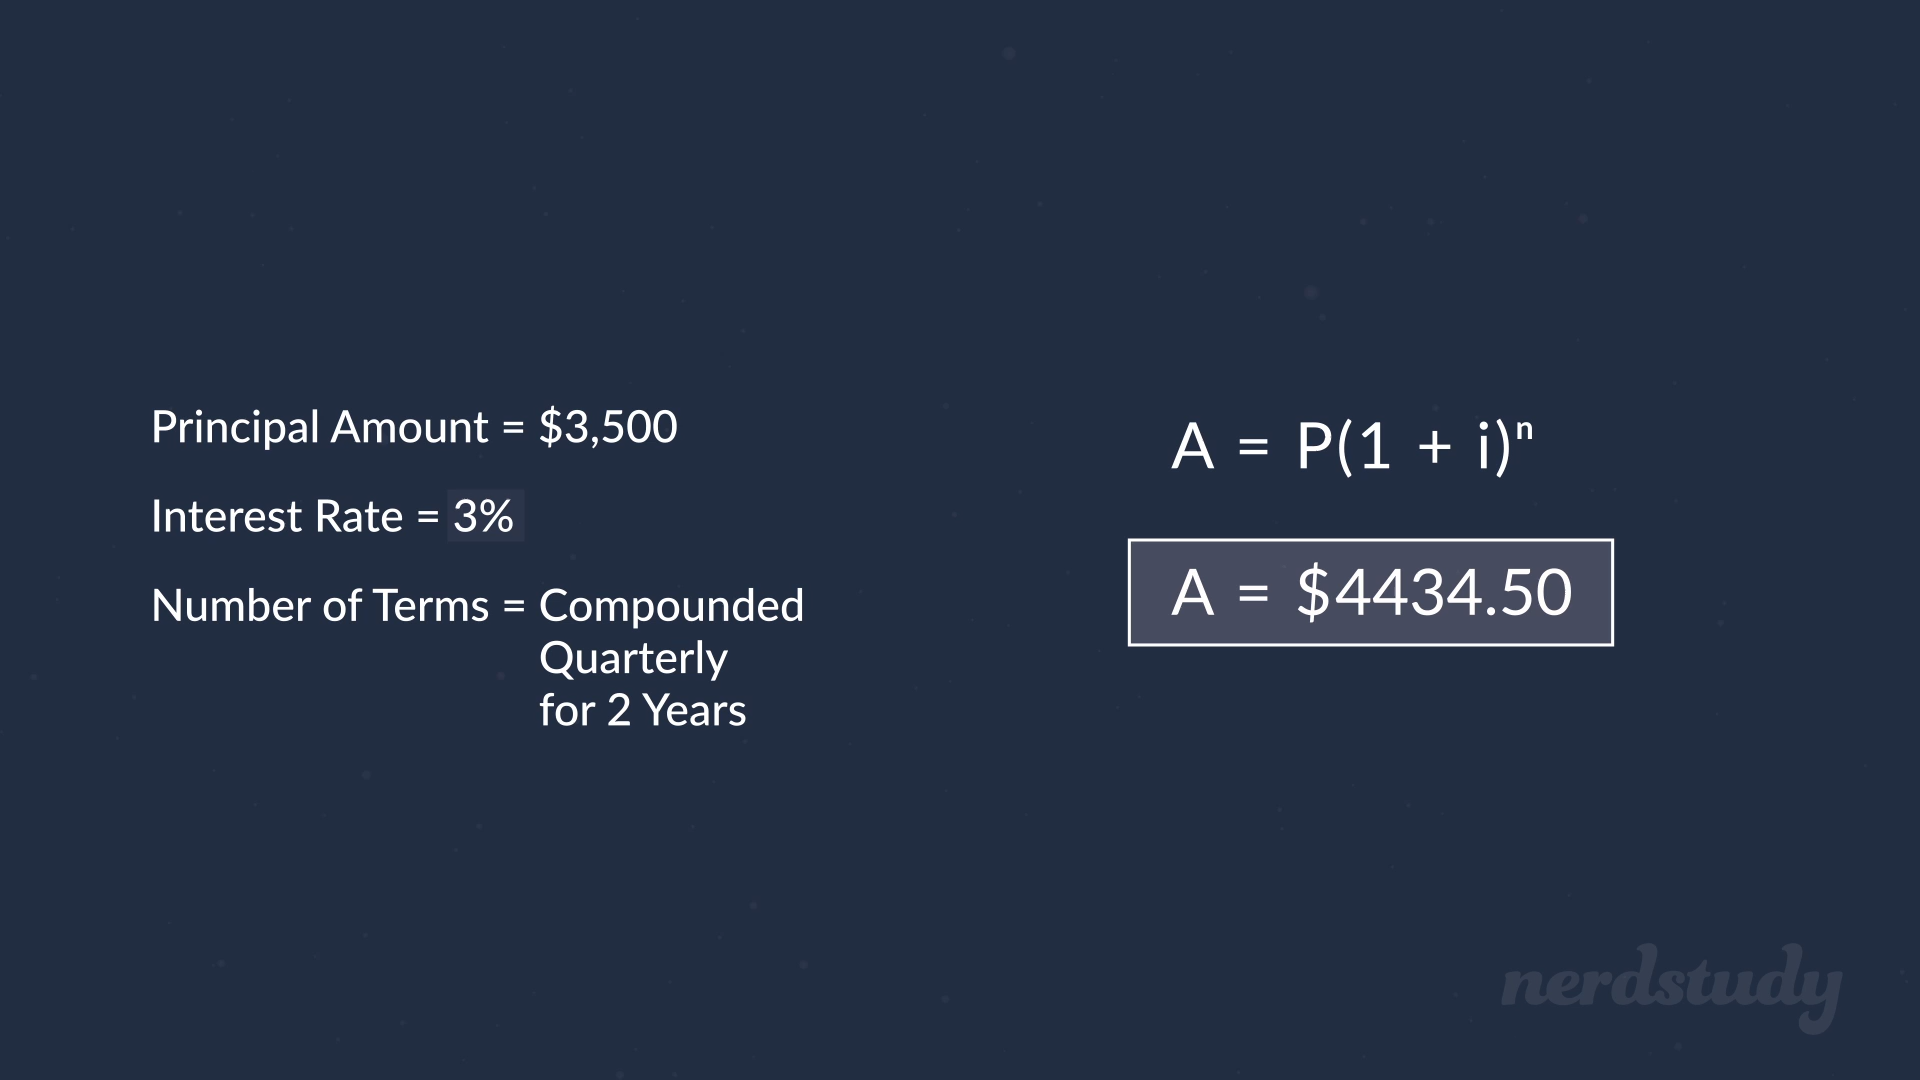 Principal Amount = $3,500
Interest Rate = 3%
Number of Terms = Compounded
Quarterly
for 2 Years
A = P(1 + i)ⁿ
A = $4434.50
nerdstudy